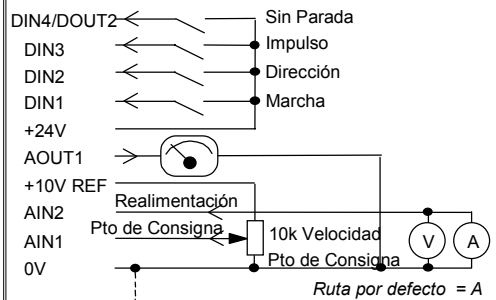 DIN4/DOUT2 Sin Parada
DIN3 Impulso
DIN2 Dirección
DIN1 Marcha
+24V
AOUT1
+10V REF
AIN2 Realimentación
AIN1 Pto de Consigna 10k Velocidad V A
0V Pto de Consigna
Ruta por defecto = A